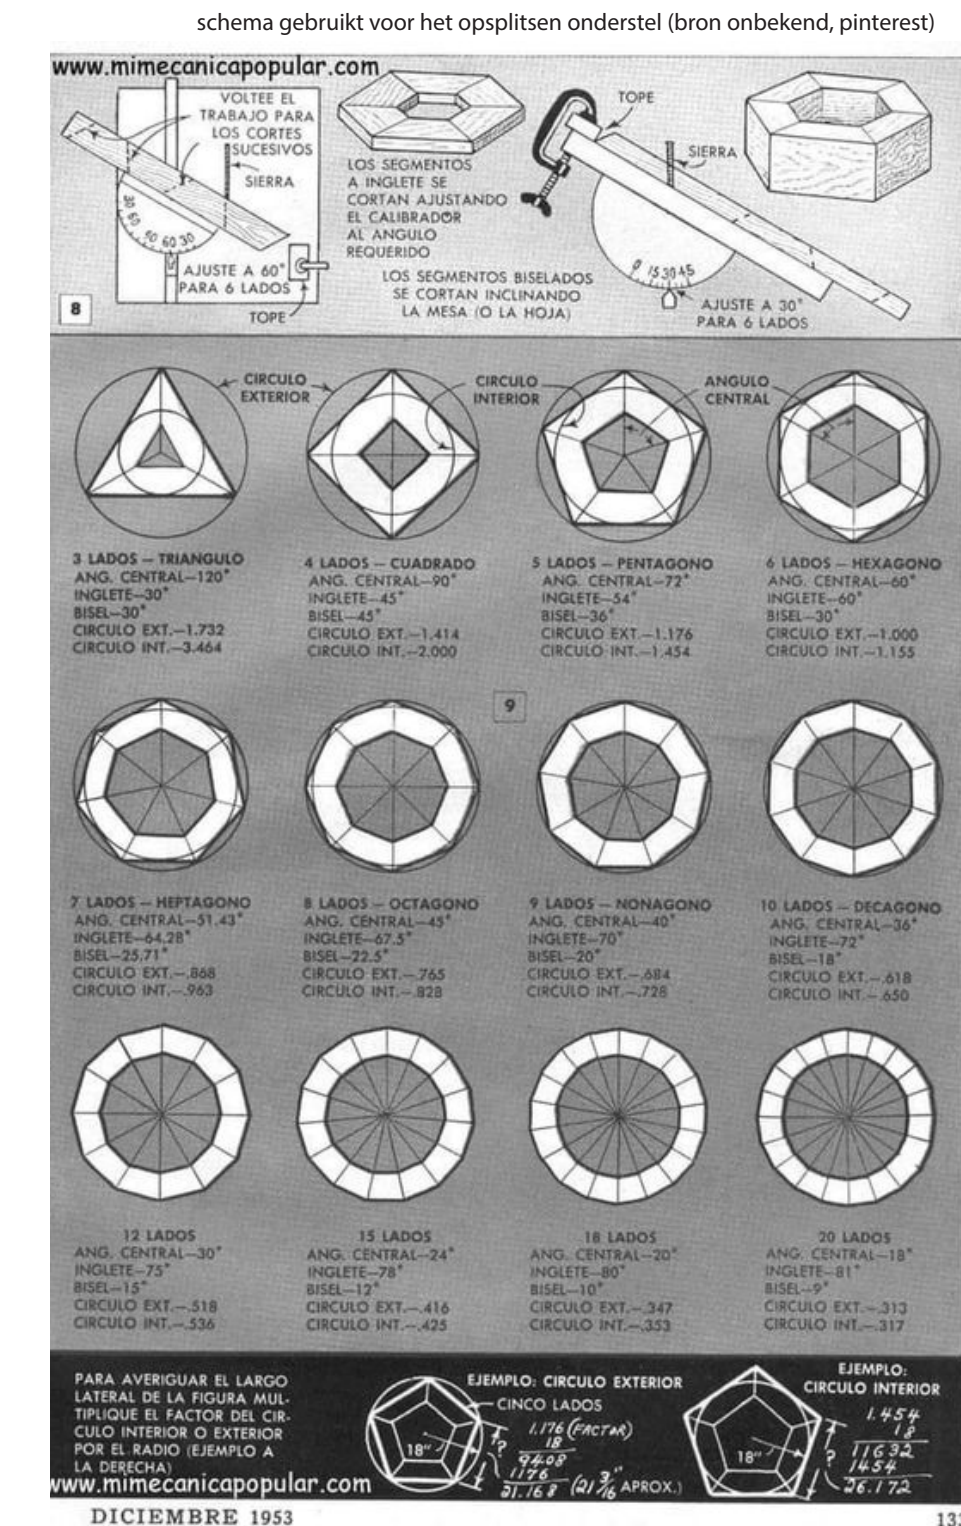 schema gebruikt voor het opsplitsen onderstel (bron onbekend, pinterest)
www.mimecanicapopular.com
VOLTEE EL
TRABAJO PARA
LOS CORTES
SUCESIVOS
SIERRA
30 60 60 60 30
AJUSTE A 60°
PARA 6 LADOS
TOPE
8
LOS SEGMENTOS
A INGLETE SE
CORTAN AJUSTANDO
EL CALIBRADOR
AL ANGULO
REQUERIDO
LOS SEGMENTOS BISELADOS
SE CORTAN INCLINANDO
LA MESA (O LA HOJA)
TOPE
SIERRA
0 15 30 45
AJUSTE A 30°
PARA 6 LADOS
CIRCULO
EXTERIOR
CIRCULO
INTERIOR
ANGULO
CENTRAL
3 LADOS – TRIANGULO
ANG. CENTRAL–120°
INGLETE–30°
BISEL–30°
CIRCULO EXT.–1.732
CIRCULO INT.–3.464
4 LADOS – CUADRADO
ANG. CENTRAL–90°
INGLETE–45°
BISEL–45°
CIRCULO EXT.–1.414
CIRCULO INT.–2.000
5 LADOS – PENTAGONO
ANG. CENTRAL–72°
INGLETE–54°
BISEL–36°
CIRCULO EXT.–1.176
CIRCULO INT.–1.454
6 LADOS – HEXAGONO
ANG. CENTRAL–60°
INGLETE–60°
BISEL–30°
CIRCULO EXT.–1.000
CIRCULO INT.–1.155
9
7 LADOS – HEPTAGONO
ANG. CENTRAL–51.43°
INGLETE–64.28°
BISEL–25.71°
CIRCULO EXT.–.868
CIRCULO INT.–.963
8 LADOS – OCTAGONO
ANG. CENTRAL–45°
INGLETE–67.5°
BISEL–22.5°
CIRCULO EXT.–.765
CIRCULO INT.–.828
9 LADOS – NONAGONO
ANG. CENTRAL–40°
INGLETE–70°
BISEL–20°
CIRCULO EXT.–.684
CIRCULO INT.–.728
10 LADOS – DECAGONO
ANG. CENTRAL–36°
INGLETE–72°
BISEL–18°
CIRCULO EXT.–.618
CIRCULO INT.–.650
12 LADOS
ANG. CENTRAL–30°
INGLETE–75°
BISEL–15°
CIRCULO EXT.–.518
CIRCULO INT.–.536
15 LADOS
ANG. CENTRAL–24°
INGLETE–78°
BISEL–12°
CIRCULO EXT.–.416
CIRCULO INT.–.425
18 LADOS
ANG. CENTRAL–20°
INGLETE–80°
BISEL–10°
CIRCULO EXT.–.347
CIRCULO INT.–.353
20 LADOS
ANG. CENTRAL–18°
INGLETE–81°
BISEL–9°
CIRCULO EXT.–.313
CIRCULO INT.–.317
PARA AVERIGUAR EL LARGO
LATERAL DE LA FIGURA MUL-
TIPLIQUE EL FACTOR DEL CIR-
CULO INTERIOR O EXTERIOR
POR EL RADIO (EJEMPLO A
LA DERECHA)
www.mimecanicapopular.com
EJEMPLO: CIRCULO EXTERIOR
CINCO LADOS
18"
?
1.176 (FACTOR)
18
9408
1176
21.168 (21 3/16" APROX.)
EJEMPLO:
CIRCULO INTERIOR
18"
?
1.454
18
11632
1454
26.172
DICIEMBRE 1953